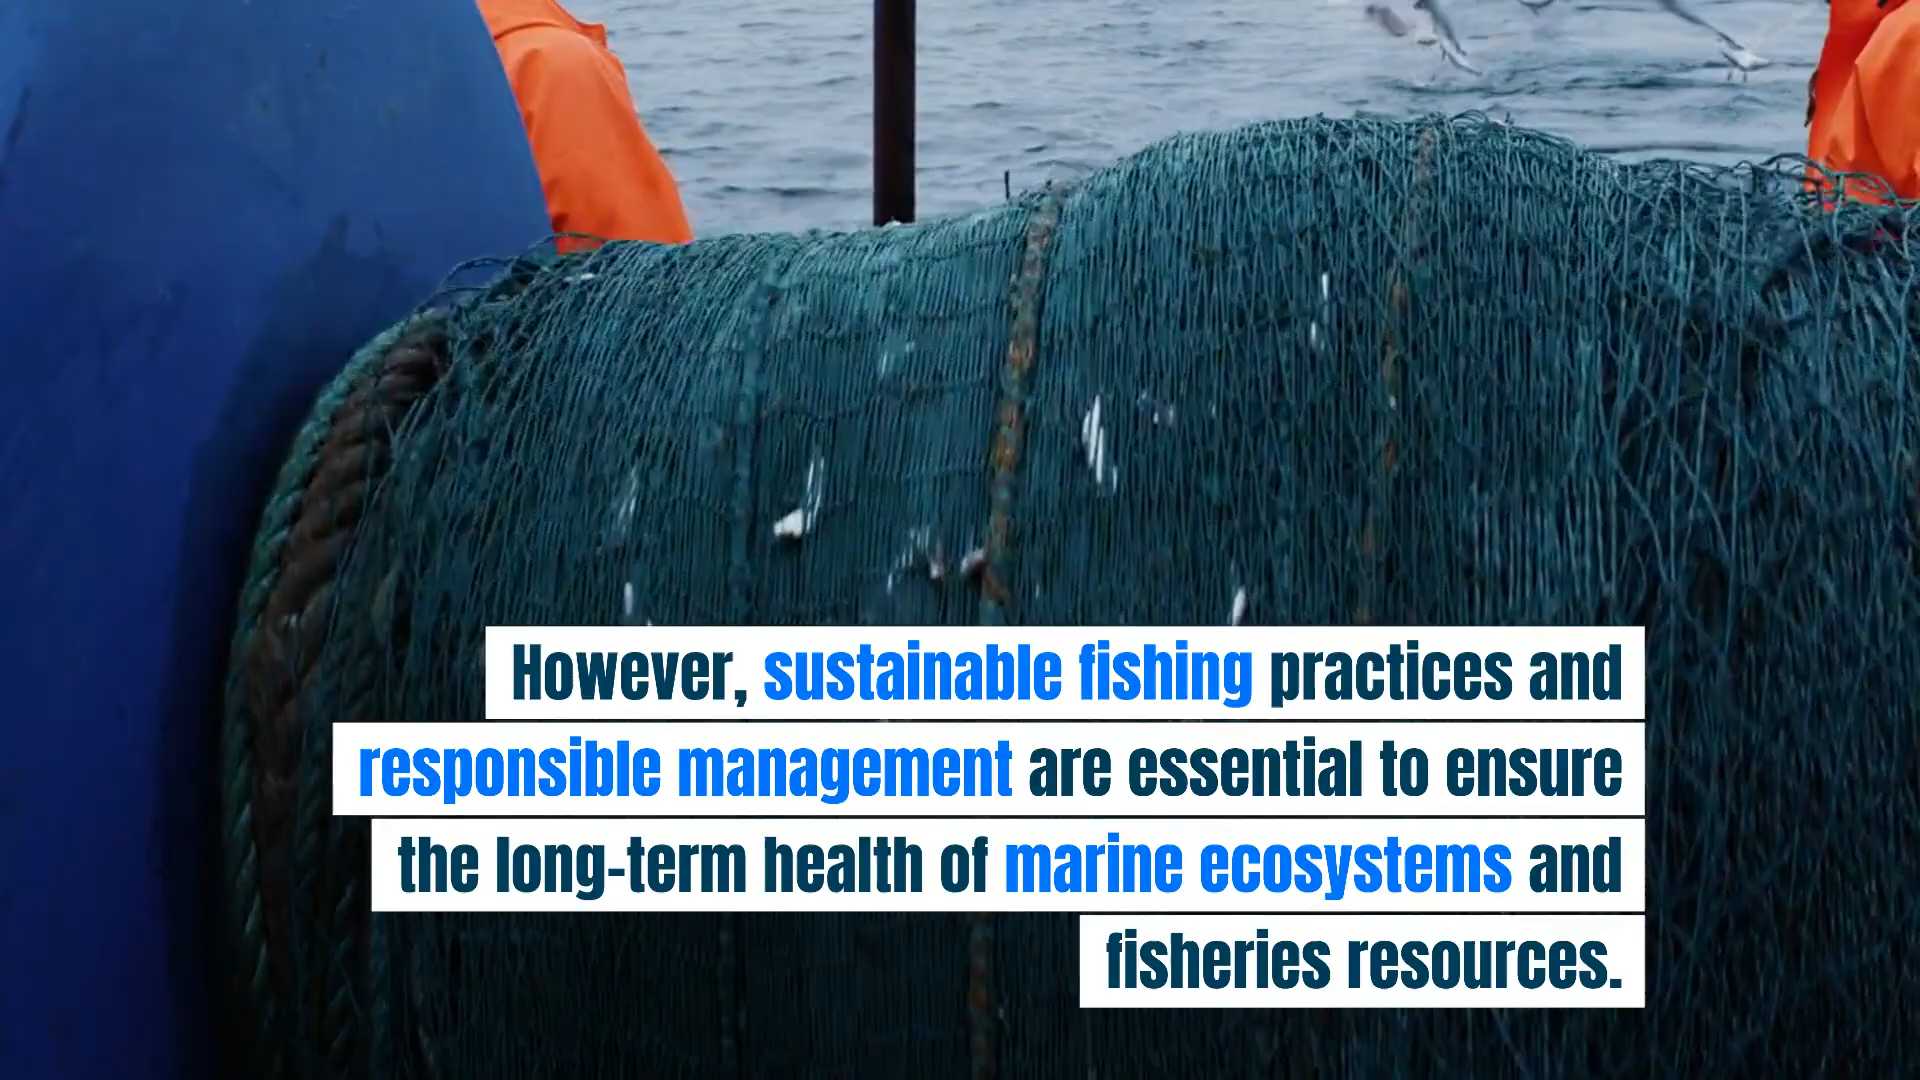 However, sustainable fishing practices and
responsible management are essential to ensure
the long-term health of marine ecosystems and
fisheries resources.